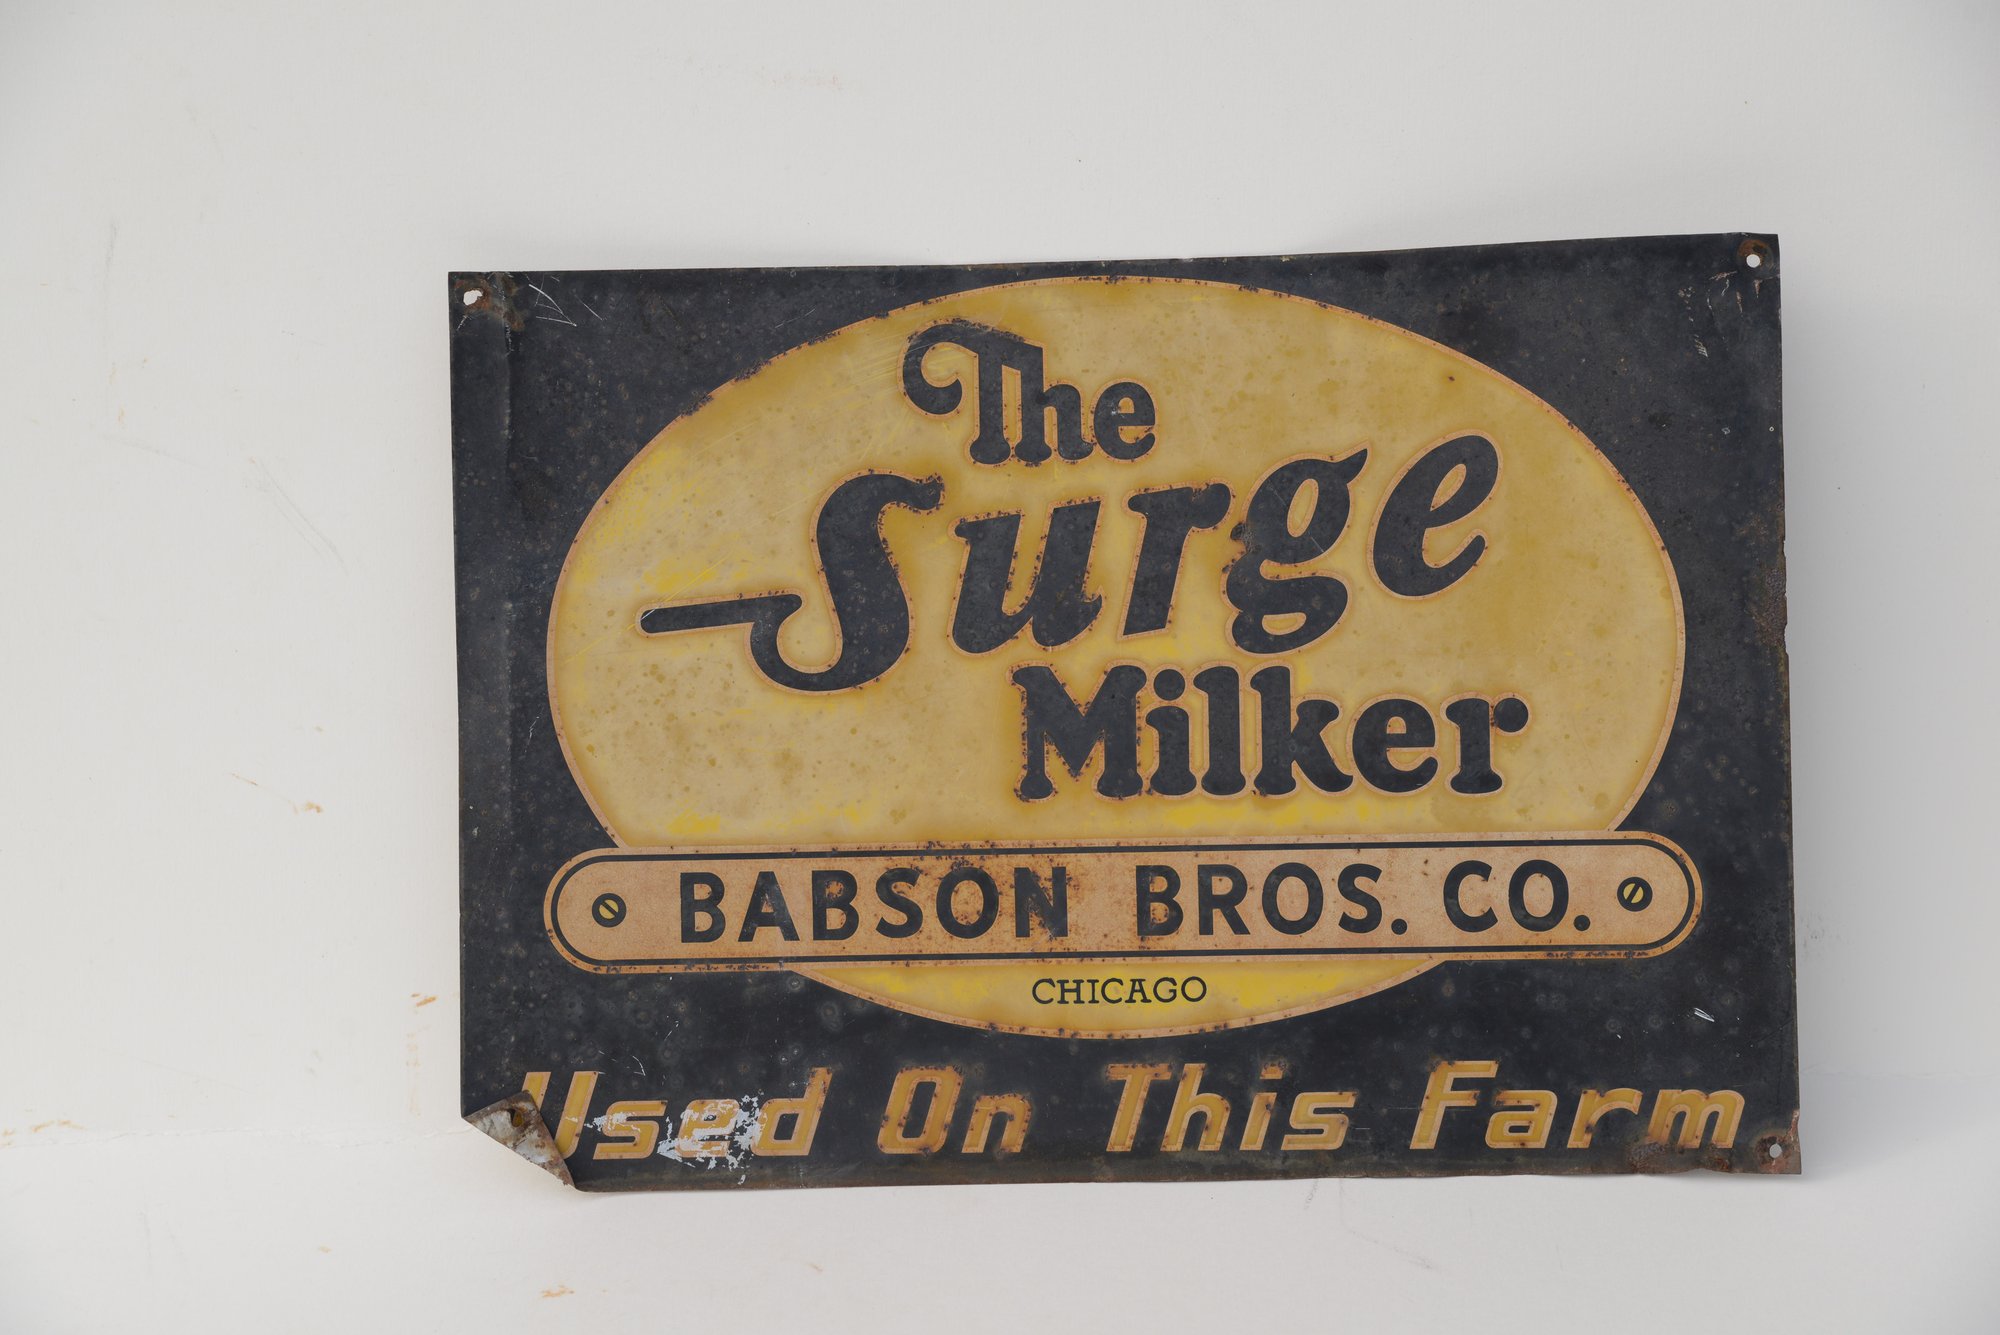 The
Surge
Milker
BABSON BROS. CO.
CHICAGO
Used On This Farm